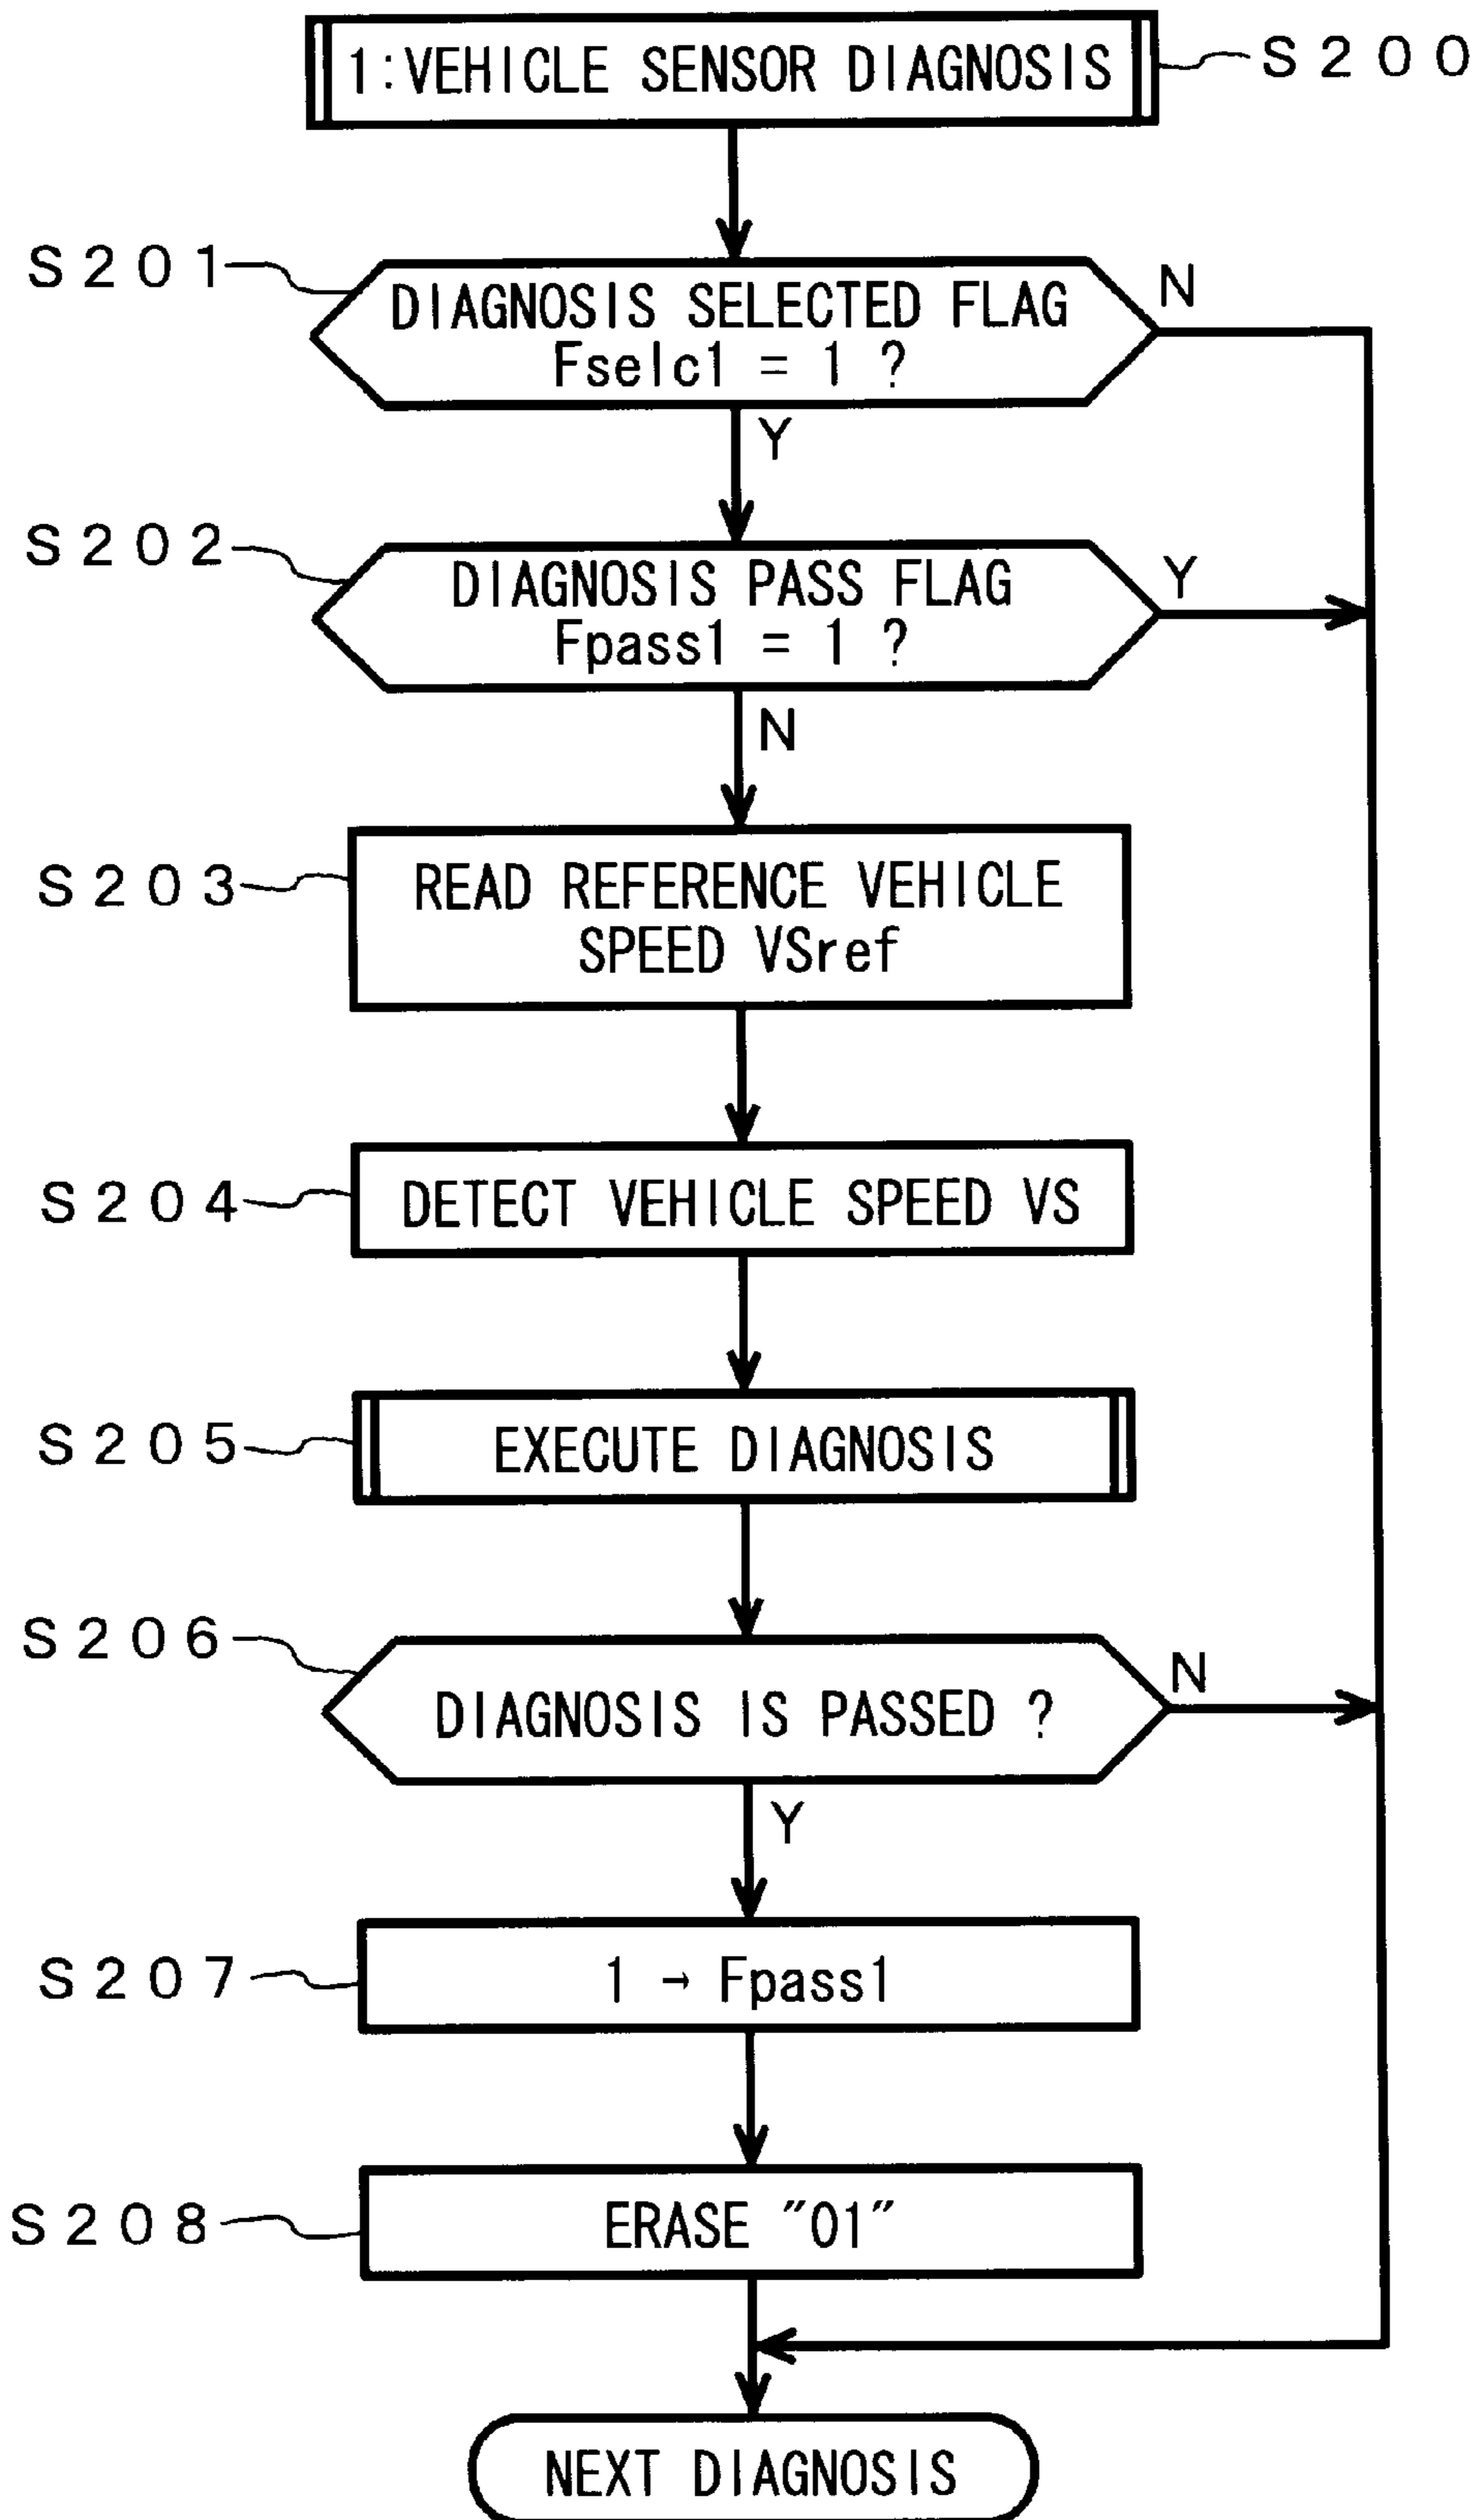 1:VEHICLE SENSOR DIAGNOSIS
S200
S201
DIAGNOSIS SELECTED FLAG
Fselc1 = 1 ?
N
Y
S202
DIAGNOSIS PASS FLAG
Fpass1 = 1 ?
Y
N
S203
READ REFERENCE VEHICLE
SPEED VSref
S204
DETECT VEHICLE SPEED VS
S205
EXECUTE DIAGNOSIS
S206
DIAGNOSIS IS PASSED ?
N
Y
S207
1 → Fpass1
S208
ERASE "01"
NEXT DIAGNOSIS